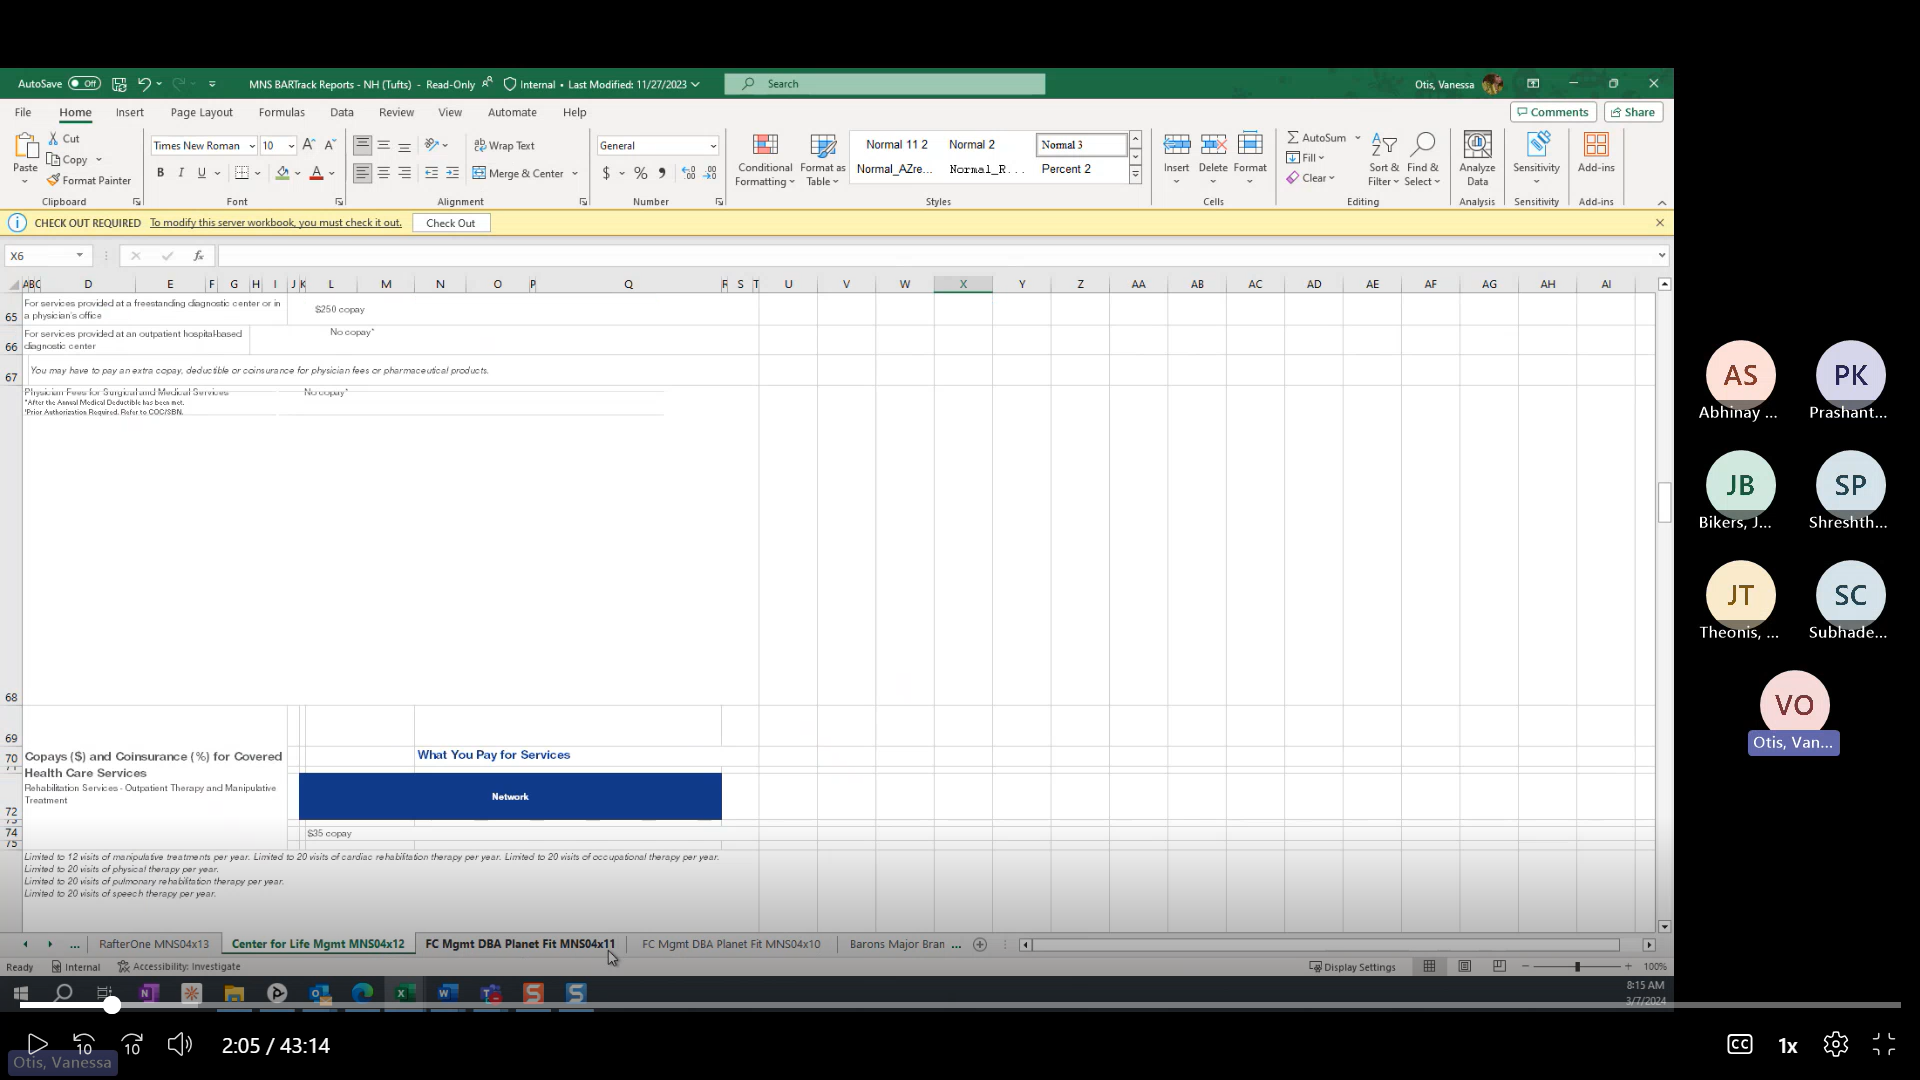 AutoSave Off MNS BARTrack Reports - NH (Tufts) - Read-Only Internal • Last Modified: 11/27/2023 Search Otis, Vanessa
File Home Insert Page Layout Formulas Data Review View Automate Help Comments Share
Cut
Copy
Format Painter
Paste
Times New Roman 10
B I U
Wrap Text
Merge & Center
General
$ %
Conditional Formatting
Format as Table
Normal 11 2 Normal 2 Normal 3
Normal_AZre... Normal_R... Percent 2
Insert Delete Format
AutoSum
Fill
Clear
Sort & Filter
Find & Select
Analyze Data
Sensitivity
Add-ins
Clipboard Font Alignment Number Styles Cells Editing Analysis Sensitivity Add-ins
CHECK OUT REQUIRED To modify this server workbook, you must check it out. Check Out
X6 fx
A B C D E F G H I J K L M N O P Q R S T U V W X Y Z AA AB AC AD AE AF AG AH AI
For services provided at a freestanding diagnostic center or in
65 a physician's office $250 copay
For services provided at an outpatient hospital-based No copay*
66 diagnostic center
67 You may have to pay an extra copay, deductible or coinsurance for physician fees or pharmaceutical products.
Physician Fees for Surgical and Medical Services No copay*
*After the Annual Medical Deductible has been met.
¹Prior Authorization Required. Refer to COC/SBN.
68
69
70 Copays ($) and Coinsurance (%) for Covered What You Pay for Services
71 Health Care Services
Rehabilitation Services - Outpatient Therapy and Manipulative Network
Treatment
72
73
74 $35 copay
75
Limited to 12 visits of manipulative treatments per year. Limited to 20 visits of cardiac rehabilitation therapy per year. Limited to 20 visits of occupational therapy per year.
Limited to 20 visits of physical therapy per year.
Limited to 20 visits of pulmonary rehabilitation therapy per year.
Limited to 20 visits of speech therapy per year.
... RafterOne MNS04x13 Center for Life Mgmt MNS04x12 FC Mgmt DBA Planet Fit MNS04x11 FC Mgmt DBA Planet Fit MNS04x10 Barons Major Bran ...
Ready Internal Accessibility: Investigate Display Settings 100%
8:15 AM
3/7/2024
AS PK
Abhinay ... Prashant...
JB SP
Bikers, J... Shreshth...
JT SC
Theonis, ... Subhade...
VO
Otis, Van...
10 10 2:05 / 43:14 CC 1x
Otis, Vanessa